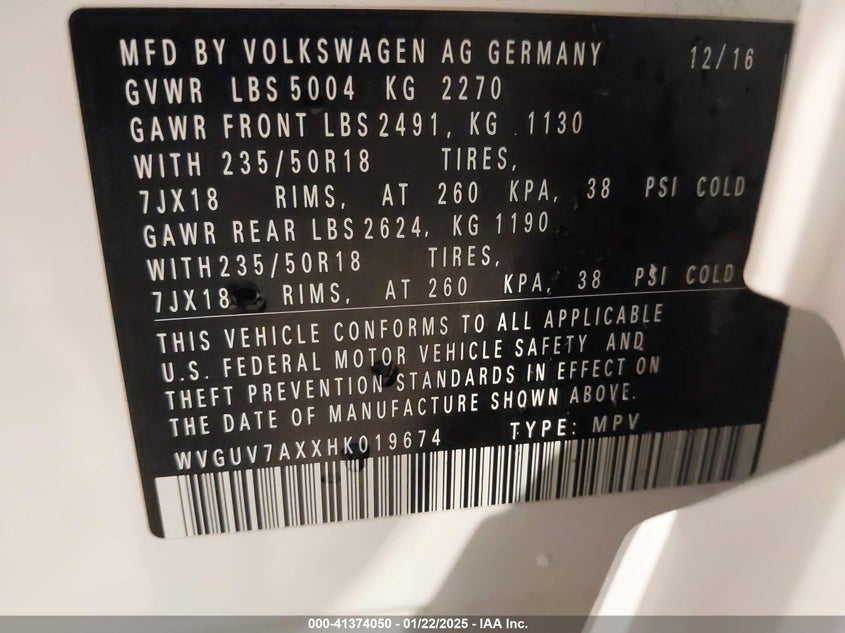 MFD BY VOLKSWAGEN AG GERMANY 12/16
GVWR LBS 5004 KG 2270
GAWR FRONT LBS 2491, KG 1130
WITH 235/50R18 TIRES,
7JX18 RIMS, AT 260 KPA, 38 PSI COLD
GAWR REAR LBS 2624, KG 1190
WITH 235/50R18 TIRES,
7JX18 RIMS, AT 260 KPA, 38 PSI COLD
THIS VEHICLE CONFORMS TO ALL APPLICABLE
U.S. FEDERAL MOTOR VEHICLE SAFETY AND
THEFT PREVENTION STANDARDS IN EFFECT ON
THE DATE OF MANUFACTURE SHOWN ABOVE.
WVGUV7AXXHK019674 TYPE: MPV
000-41374050 - 01/22/2025 - IAA Inc.